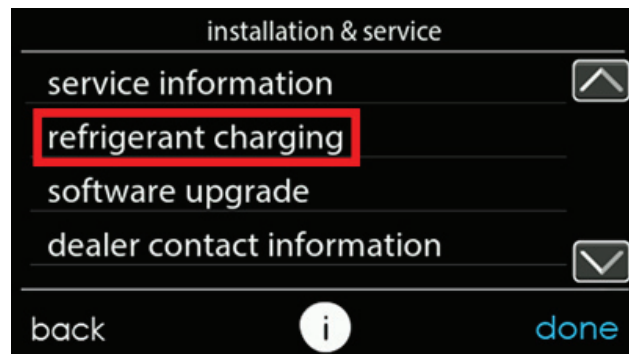 installation & service
service information
refrigerant charging
software upgrade
dealer contact information
back i done